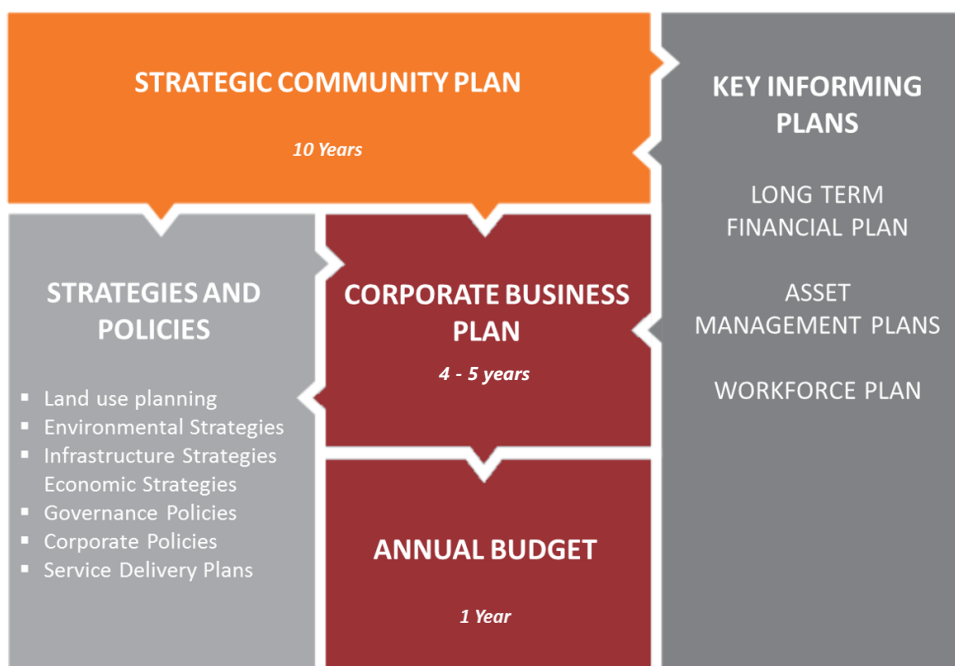 STRATEGIC COMMUNITY PLAN
10 Years
KEY INFORMING
PLANS
LONG TERM
FINANCIAL PLAN
ASSET
MANAGEMENT PLANS
WORKFORCE PLAN
STRATEGIES AND
POLICIES
▪ Land use planning
▪ Environmental Strategies
▪ Infrastructure Strategies
Economic Strategies
▪ Governance Policies
▪ Corporate Policies
▪ Service Delivery Plans
CORPORATE BUSINESS
PLAN
4 - 5 years
ANNUAL BUDGET
1 Year